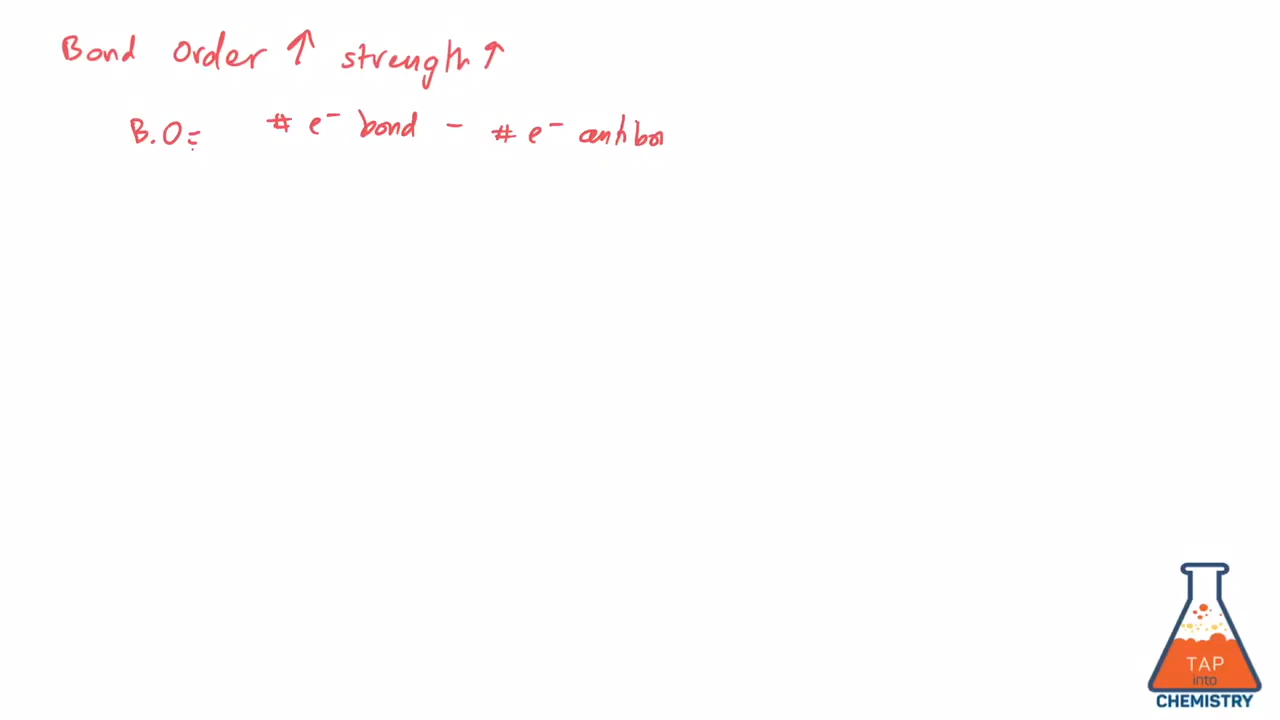 Bond Order ↑ strength ↑
B.O = # e⁻ bond - # e⁻ antibon
TAP
into
CHEMISTRY